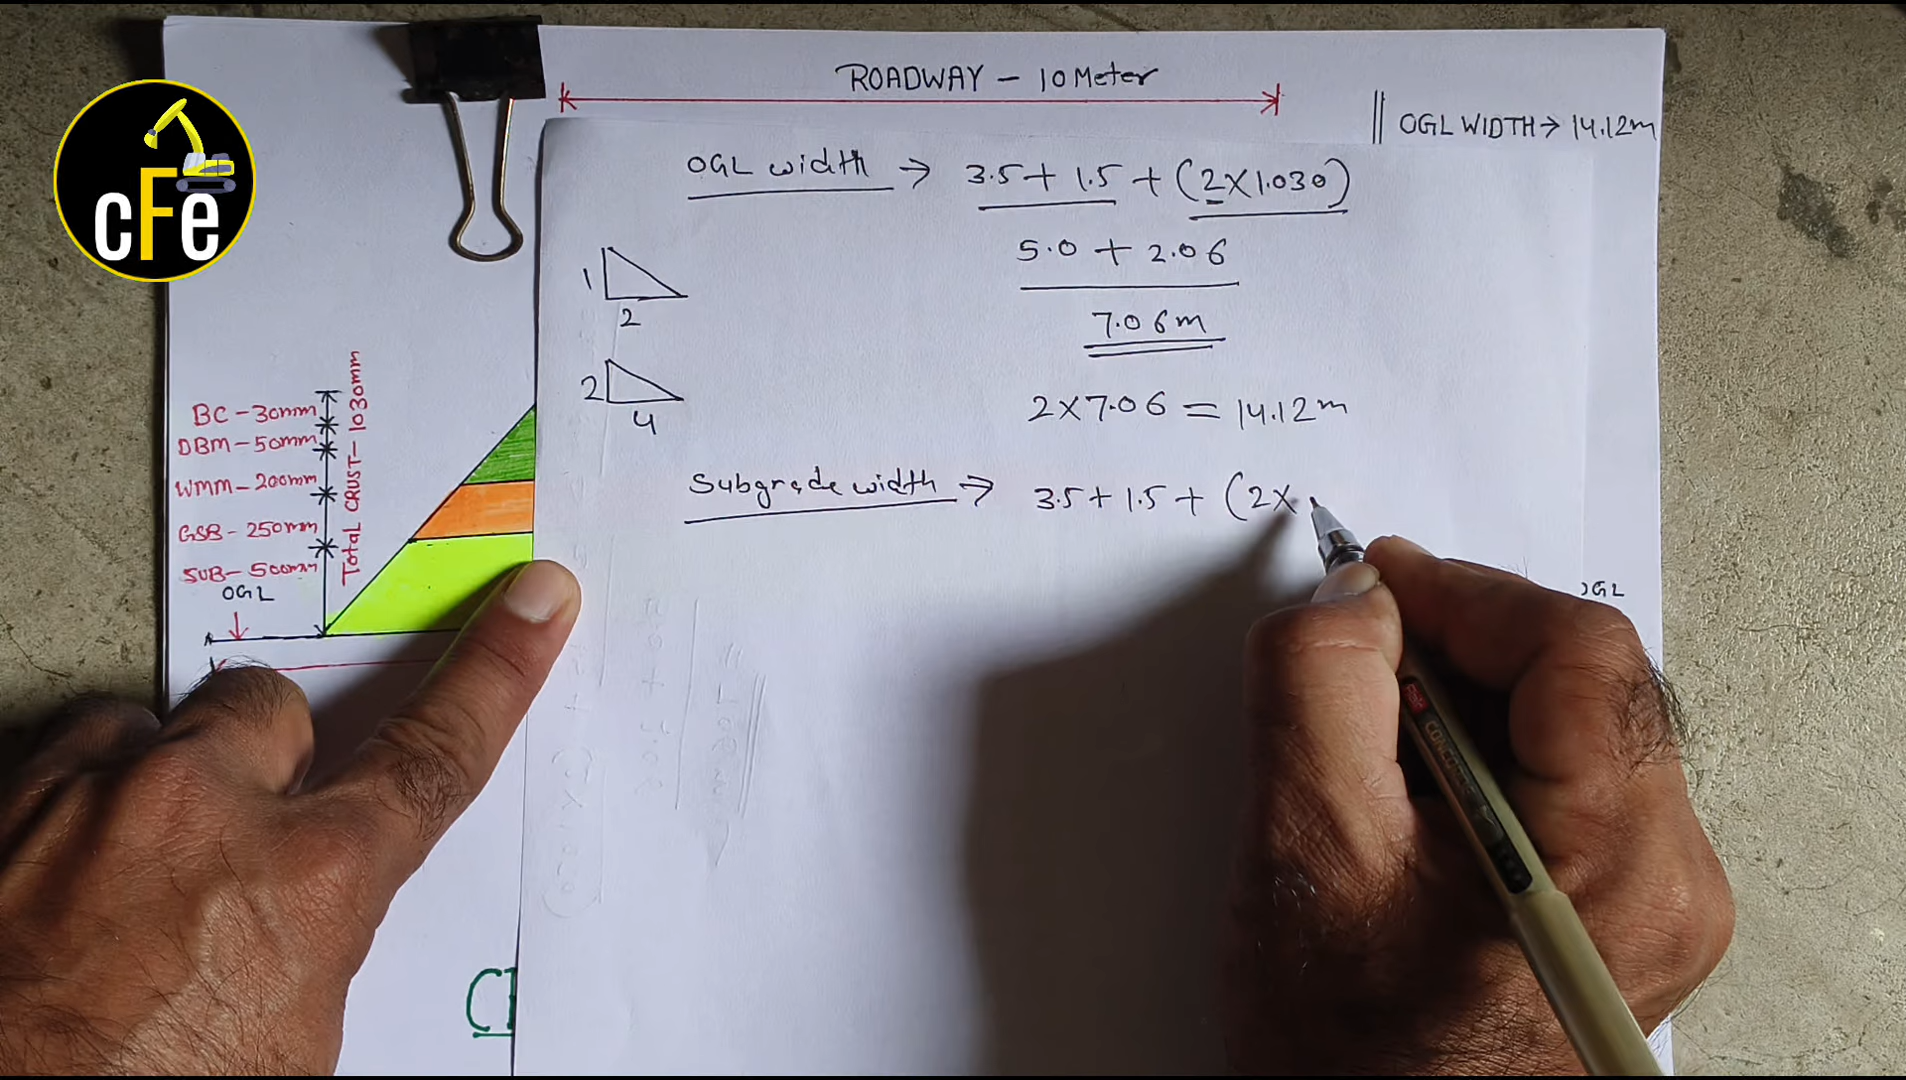 cFe
ROADWAY - 10 Meter
OGL WIDTH → 14.12m
OGL width → 3.5 + 1.5 + (2×1.030)
5.0 + 2.06
7.06m
1
2
2
4
2×7.06 = 14.12m
Subgrade width → 3.5 + 1.5 + (2×
BC - 30mm
DBM - 50mm
WMM - 200mm
GSB - 250mm
SUB - 500mm
Total CRUST - 1030mm
OGL
OGL